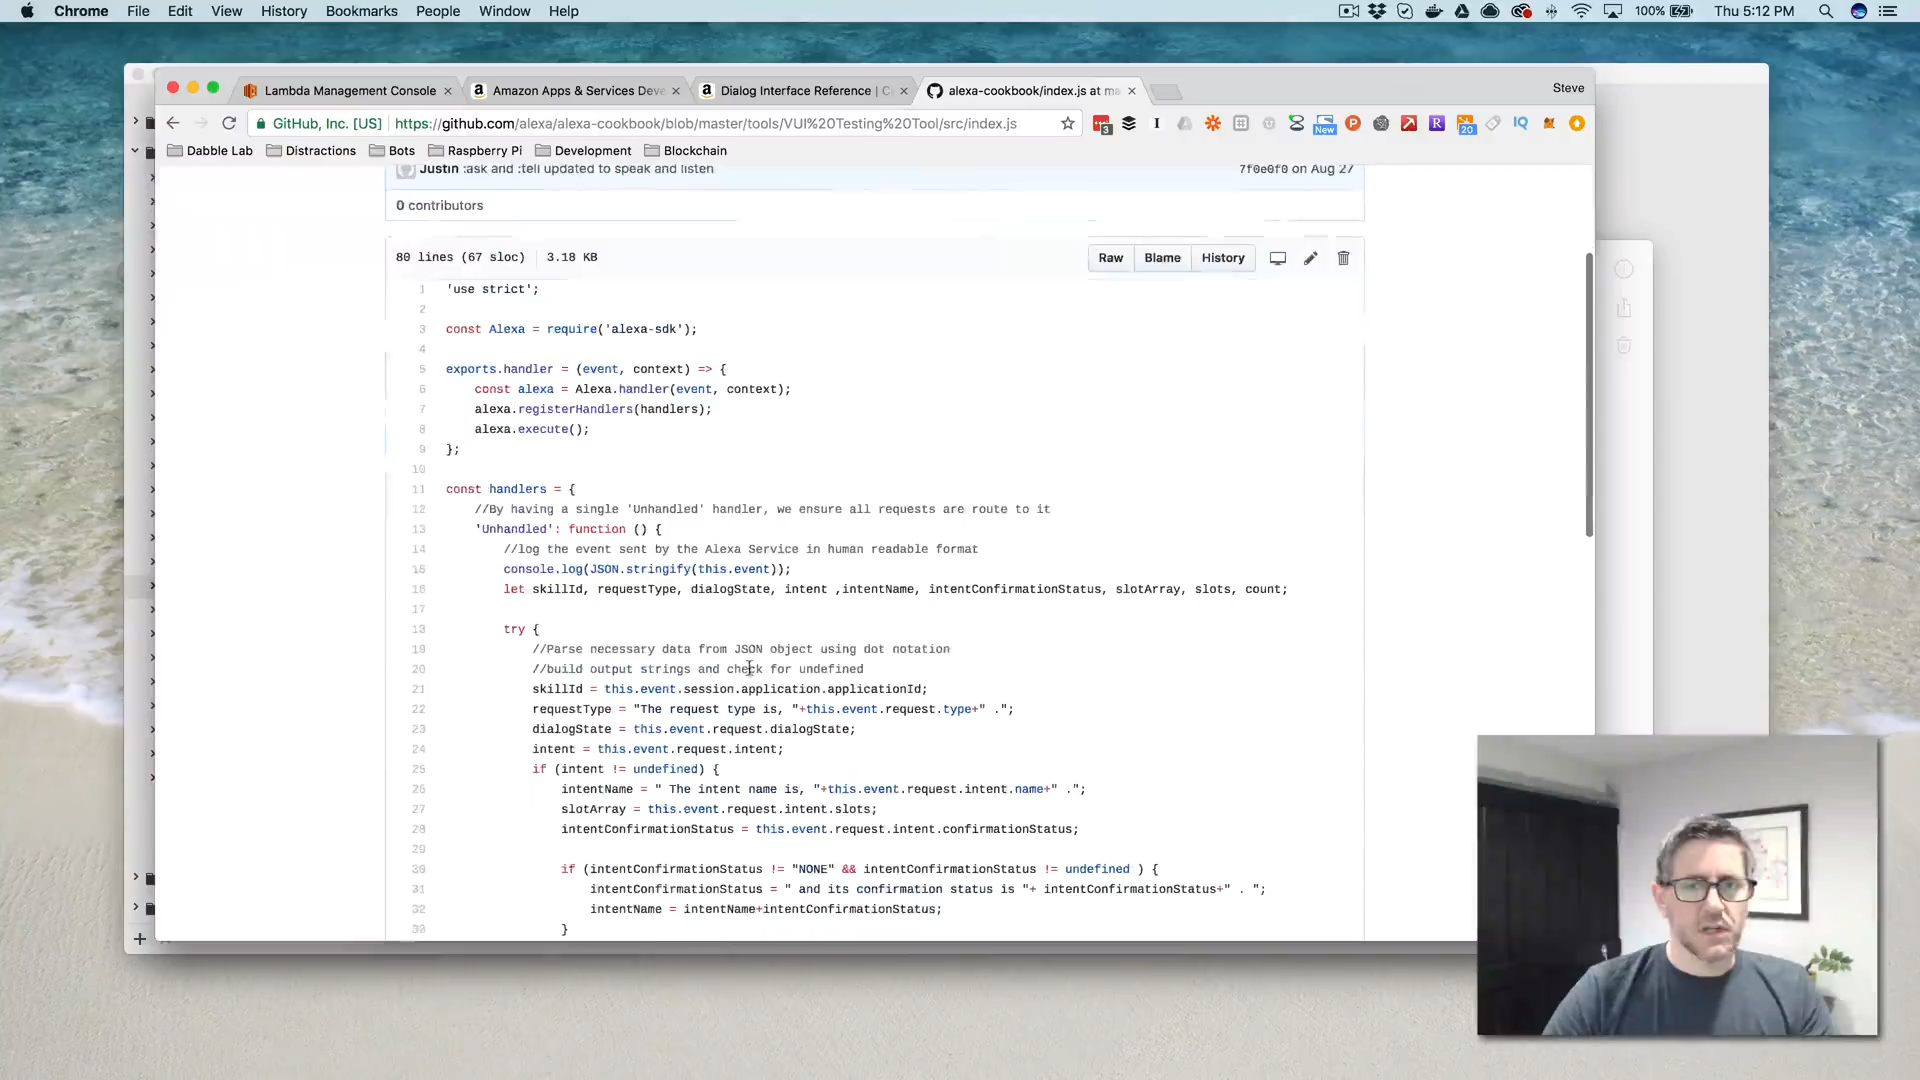 Chrome File Edit View History Bookmarks People Window Help
100% Thu 5:12 PM
Lambda Management Console
Amazon Apps & Services Deve
Dialog Interface Reference | C
alexa-cookbook/index.js at ma
Steve
GitHub, Inc. [US] https://github.com/alexa/alexa-cookbook/blob/master/tools/VUI%20Testing%20Tool/src/index.js
3
New
20
IQ
Dabble Lab Distractions Bots Raspberry Pi Development Blockchain
Justin :ask and :tell updated to speak and listen 7f0e0f0 on Aug 27
0 contributors
80 lines (67 sloc) 3.18 KB Raw Blame History
1 'use strict';
2
3 const Alexa = require('alexa-sdk');
4
5 exports.handler = (event, context) => {
6 const alexa = Alexa.handler(event, context);
7 alexa.registerHandlers(handlers);
8 alexa.execute();
9 };
10
11 const handlers = {
12 //By having a single 'Unhandled' handler, we ensure all requests are route to it
13 'Unhandled': function () {
14 //log the event sent by the Alexa Service in human readable format
15 console.log(JSON.stringify(this.event));
16 let skillId, requestType, dialogState, intent ,intentName, intentConfirmationStatus, slotArray, slots, count;
17
18 try {
19 //Parse necessary data from JSON object using dot notation
20 //build output strings and check for undefined
21 skillId = this.event.session.application.applicationId;
22 requestType = "The request type is, "+this.event.request.type+" .";
23 dialogState = this.event.request.dialogState;
24 intent = this.event.request.intent;
25 if (intent != undefined) {
26 intentName = " The intent name is, "+this.event.request.intent.name+" .";
27 slotArray = this.event.request.intent.slots;
28 intentConfirmationStatus = this.event.request.intent.confirmationStatus;
29
30 if (intentConfirmationStatus != "NONE" && intentConfirmationStatus != undefined ) {
31 intentConfirmationStatus = " and its confirmation status is "+ intentConfirmationStatus+" . ";
32 intentName = intentName+intentConfirmationStatus;
33 }